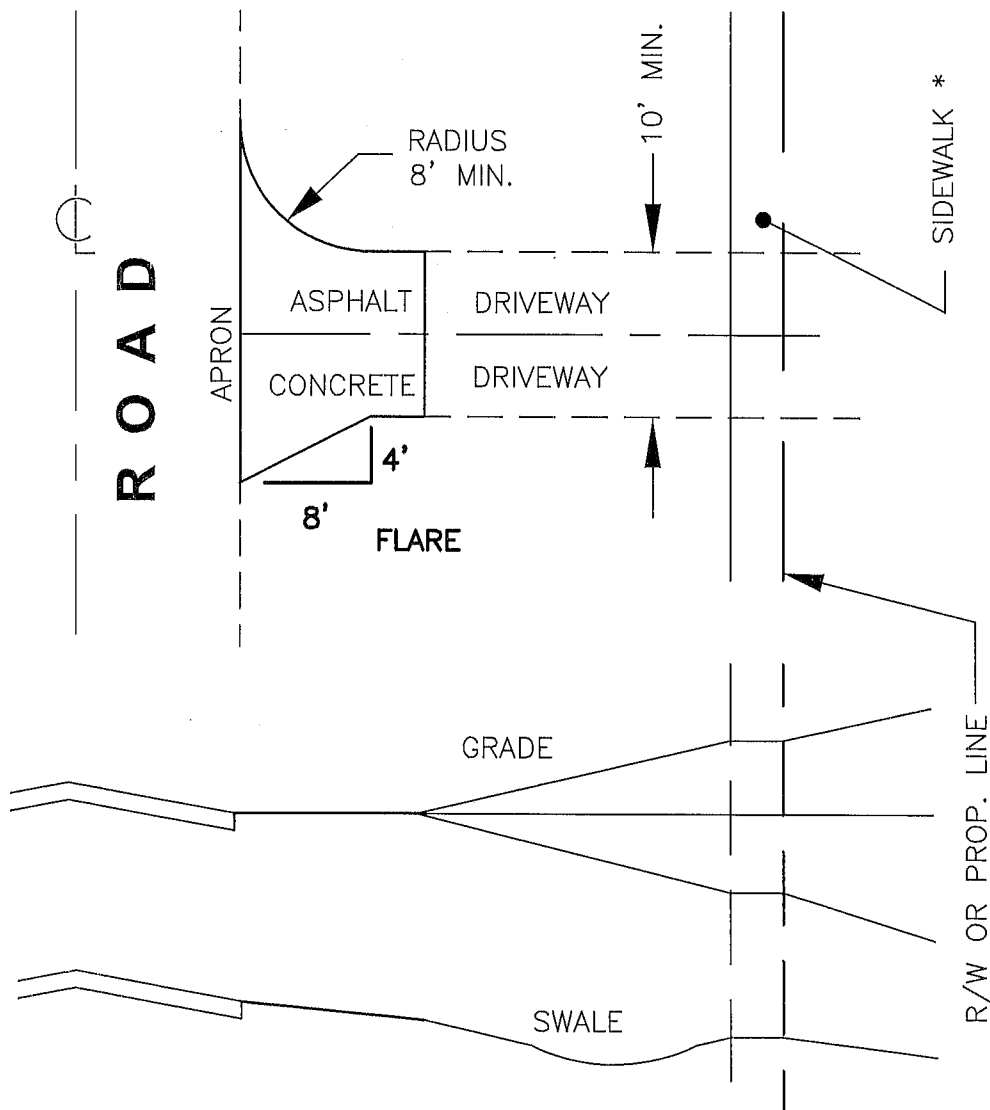 10' MIN.
RADIUS
8' MIN.
SIDEWALK *
℄
ROAD
APRON
ASPHALT
DRIVEWAY
CONCRETE
DRIVEWAY
4'
8'
FLARE
GRADE
R/W OR PROP. LINE
SWALE